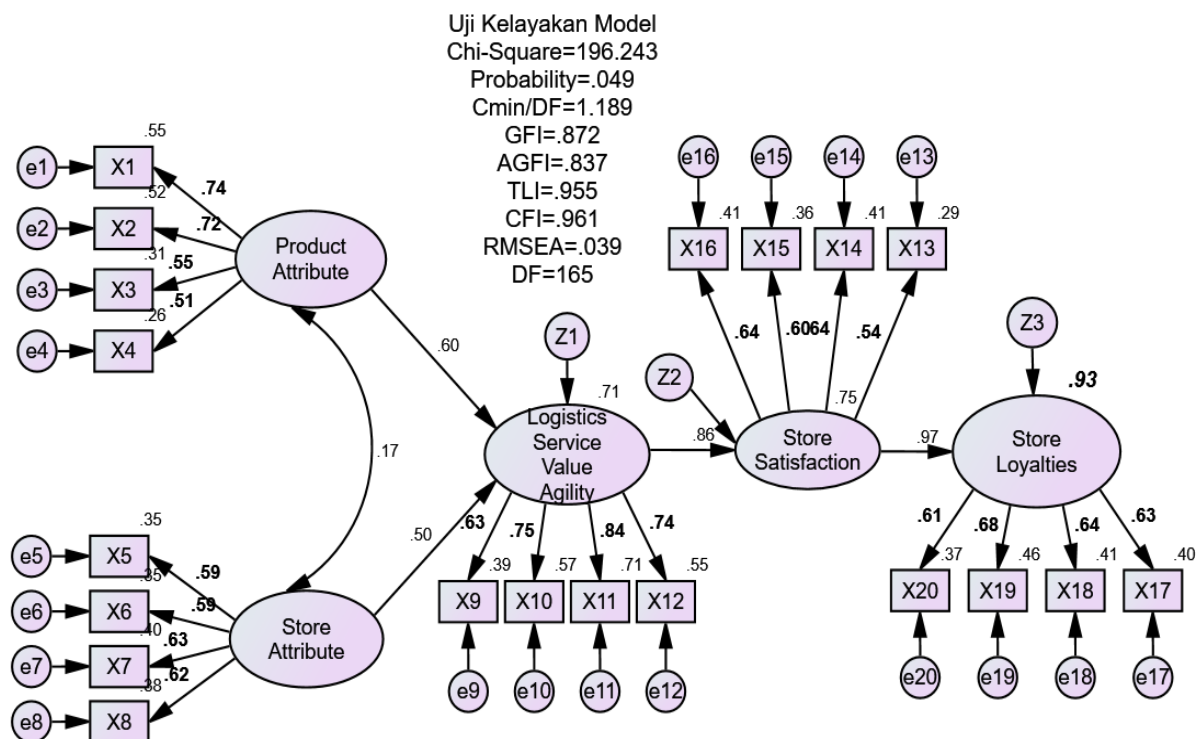 Uji Kelayakan Model
Chi-Square=196.243
Probability=.049
Cmin/DF=1.189
GFI=.872
AGFI=.837
TLI=.955
CFI=.961
RMSEA=.039
DF=165
.55
e1 X1
.74
.52
e2 X2
.72
.31
e3 X3
.55
.26
e4 X4
.51
Product
Attribute
.60
.17
.35
e5 X5
.59
.35
e6 X6
.59
.40
e7 X7
.63
.38
e8 X8
.62
Store
Attribute
.50
Z1
.71
Logistics
Service
Value
Agility
.63 .75 .84 .74
.39 .57 .71 .55
X9 X10 X11 X12
e9 e10 e11 e12
.86
Z2
e16 e15 e14 e13
.41 .36 .41 .29
X16 X15 X14 X13
.64 .60 64 .54
.75
Store
Satisfaction
.97
Z3
.93
Store
Loyalties
.61 .68 .64 .63
.37 .46 .41 .40
X20 X19 X18 X17
e20 e19 e18 e17